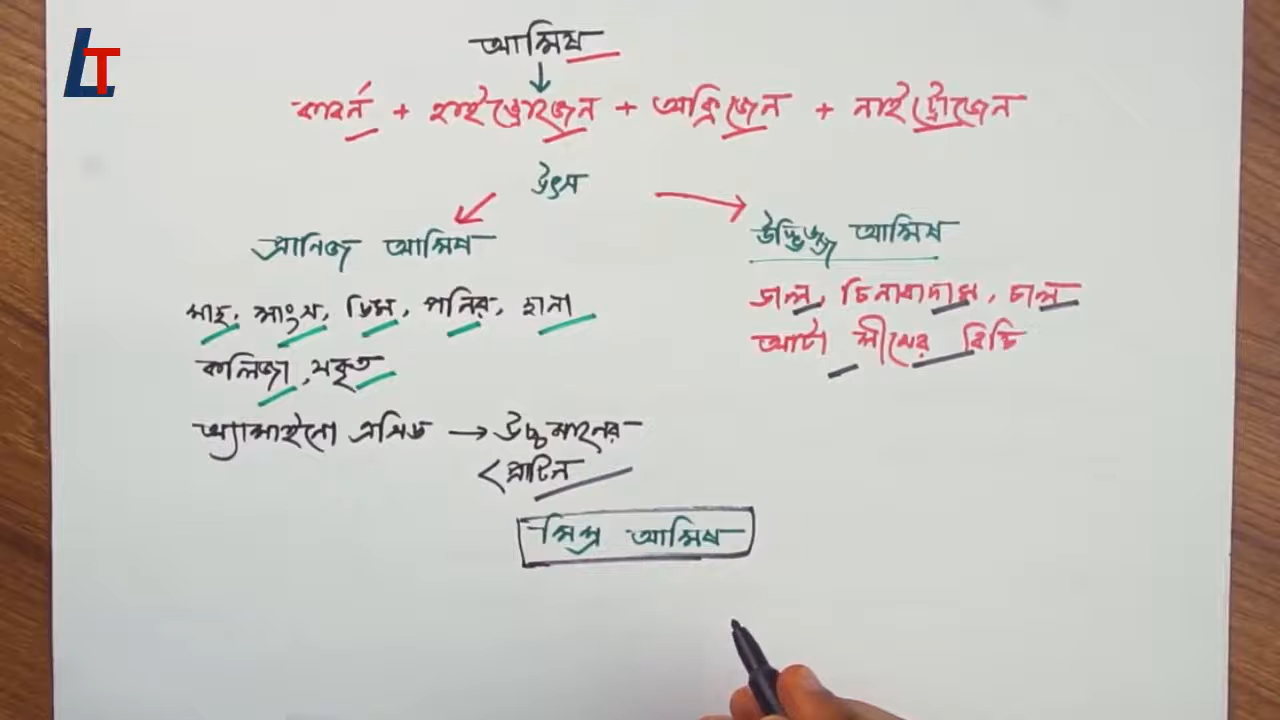 LT
আমিষ
কার্বন + হাইড্রোজেন + অক্সিজেন + নাইট্রোজেন
উৎস
প্রানিজ আমিষ
মাছ, মাংস, ডিম, পনির, ছানা
কলিজা, যকৃত
অ্যামাইনো এসিড → উচ্চমানের
প্রোটিন
উদ্ভিজ্জ আমিষ
ডাল, চিনাবাদাম, চাল
আটা শীমের বিচি
মিশ্র আমিষ